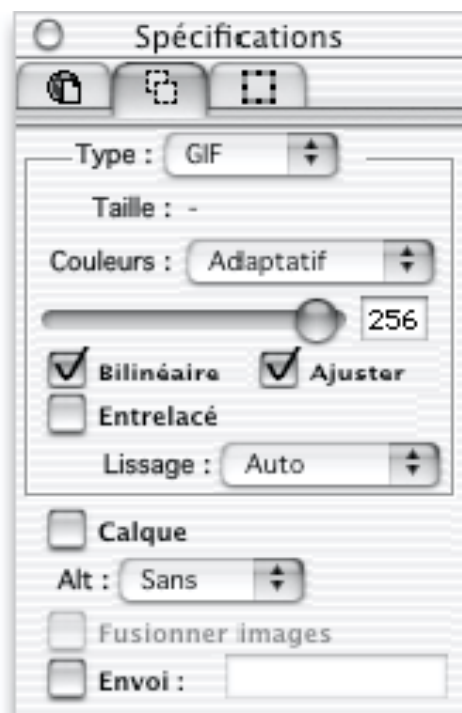 Spécifications
Type : GIF
Taille : -
Couleurs : Adaptatif
256
Bilinéaire Ajuster
Entrelacé
Lissage : Auto
Calque
Alt : Sans
Fusionner images
Envoi :